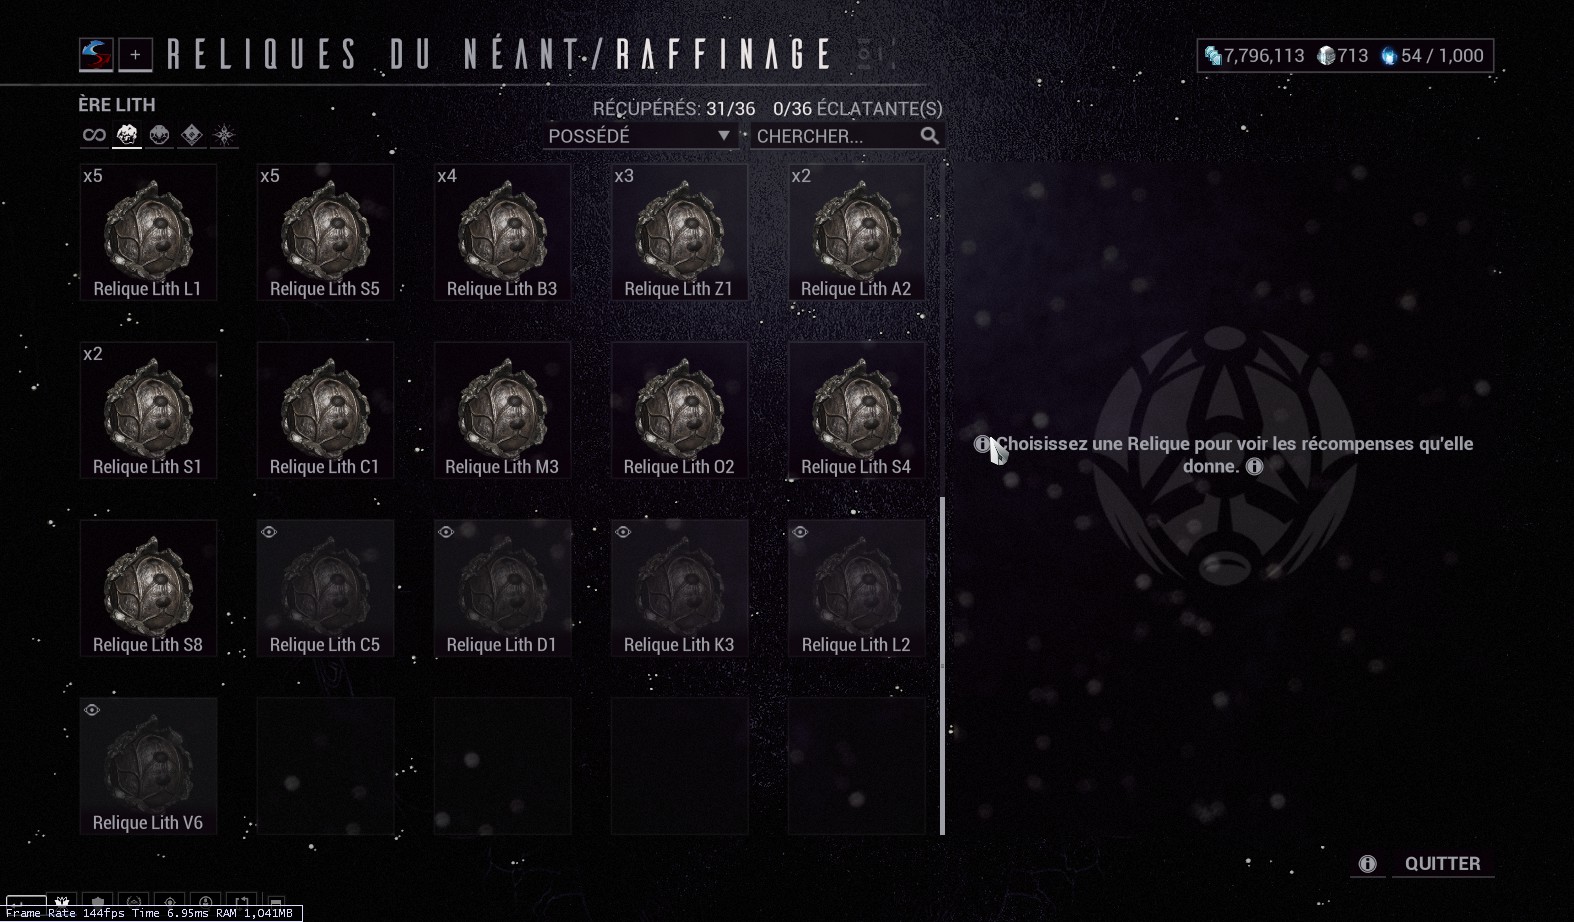 RELIQUES DU NÉANT/RAFFINAGE
7,796,113 713 54 / 1,000
ÈRE LITH
RÉCUPÉRÉS: 31/36 0/36 ÉCLATANTE(S)
POSSÉDÉ CHERCHER...
x5 x5 x4 x3 x2
Relique Lith L1 Relique Lith S5 Relique Lith B3 Relique Lith Z1 Relique Lith A2
x2
Relique Lith S1 Relique Lith C1 Relique Lith M3 Relique Lith O2 Relique Lith S4
Choisissez une Relique pour voir les récompenses qu'elle
donne.
Relique Lith S8 Relique Lith C5 Relique Lith D1 Relique Lith K3 Relique Lith L2
Relique Lith V6
QUITTER
Frame Rate 144fps Time 6.95ms RAM 1,041MB